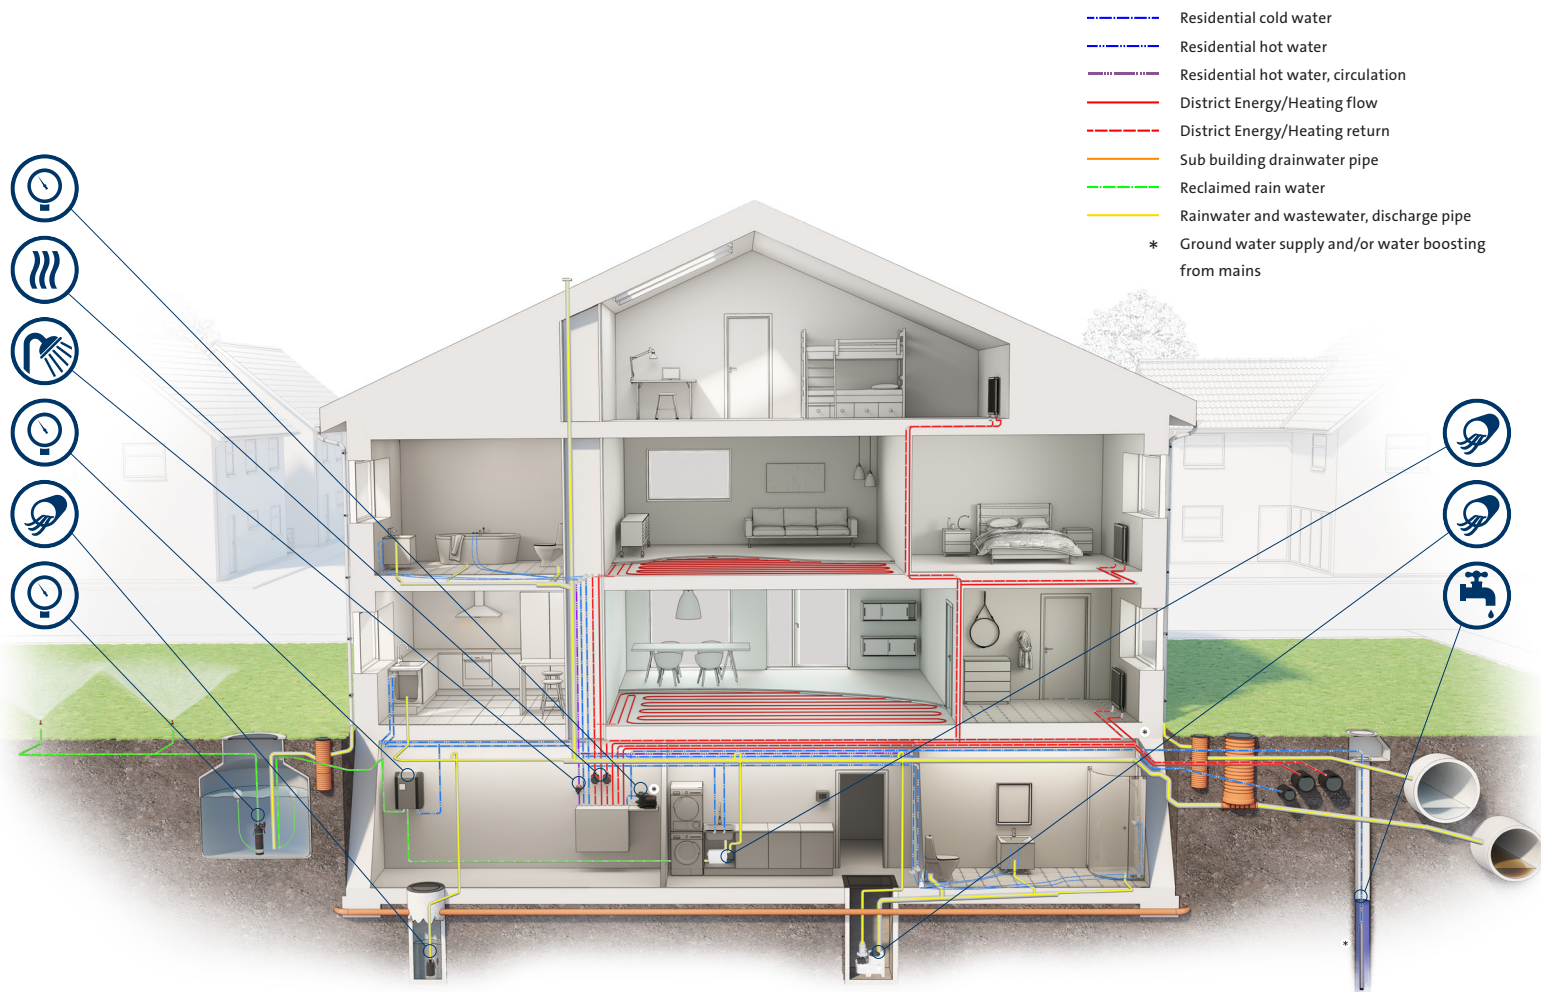 Residential cold water
Residential hot water
Residential hot water, circulation
District Energy/Heating flow
District Energy/Heating return
Sub building drainwater pipe
Reclaimed rain water
Rainwater and wastewater, discharge pipe
* Ground water supply and/or water boosting
from mains
*
*
*